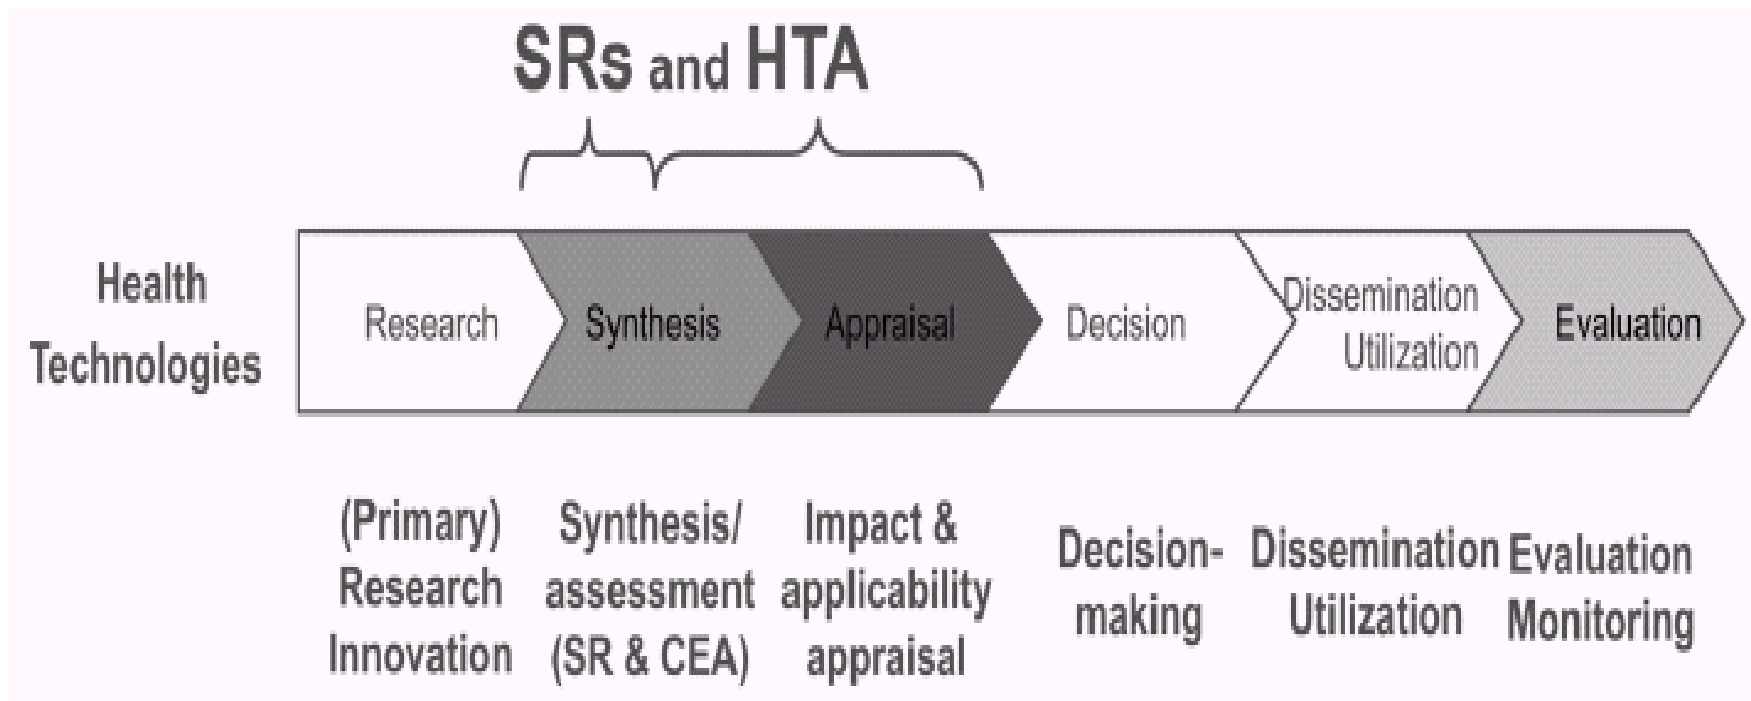 SRs and HTA
Health
Technologies
Research
Synthesis
Appraisal
Decision
Dissemination
Utilization
Evaluation
(Primary)
Research
Innovation
Synthesis/
assessment
(SR & CEA)
Impact &
applicability
appraisal
Decision-
making
Dissemination
Utilization
Evaluation
Monitoring